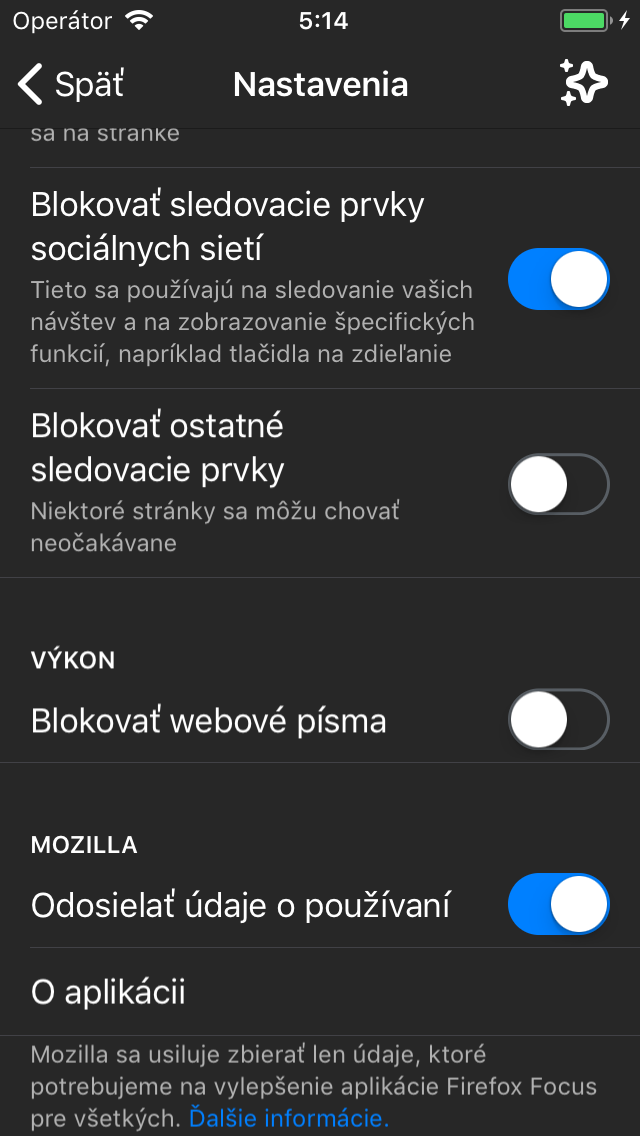 Operátor 5:14
Späť Nastavenia
sa na stránke
Blokovať sledovacie prvky
sociálnych sietí
Tieto sa používajú na sledovanie vašich
návštev a na zobrazovanie špecifických
funkcií, napríklad tlačidla na zdieľanie
Blokovať ostatné
sledovacie prvky
Niektoré stránky sa môžu chovať
neočakávane
VÝKON
Blokovať webové písma
MOZILLA
Odosielať údaje o používaní
O aplikácii
Mozilla sa usiluje zbierať len údaje, ktoré
potrebujeme na vylepšenie aplikácie Firefox Focus
pre všetkých. Ďalšie informácie.